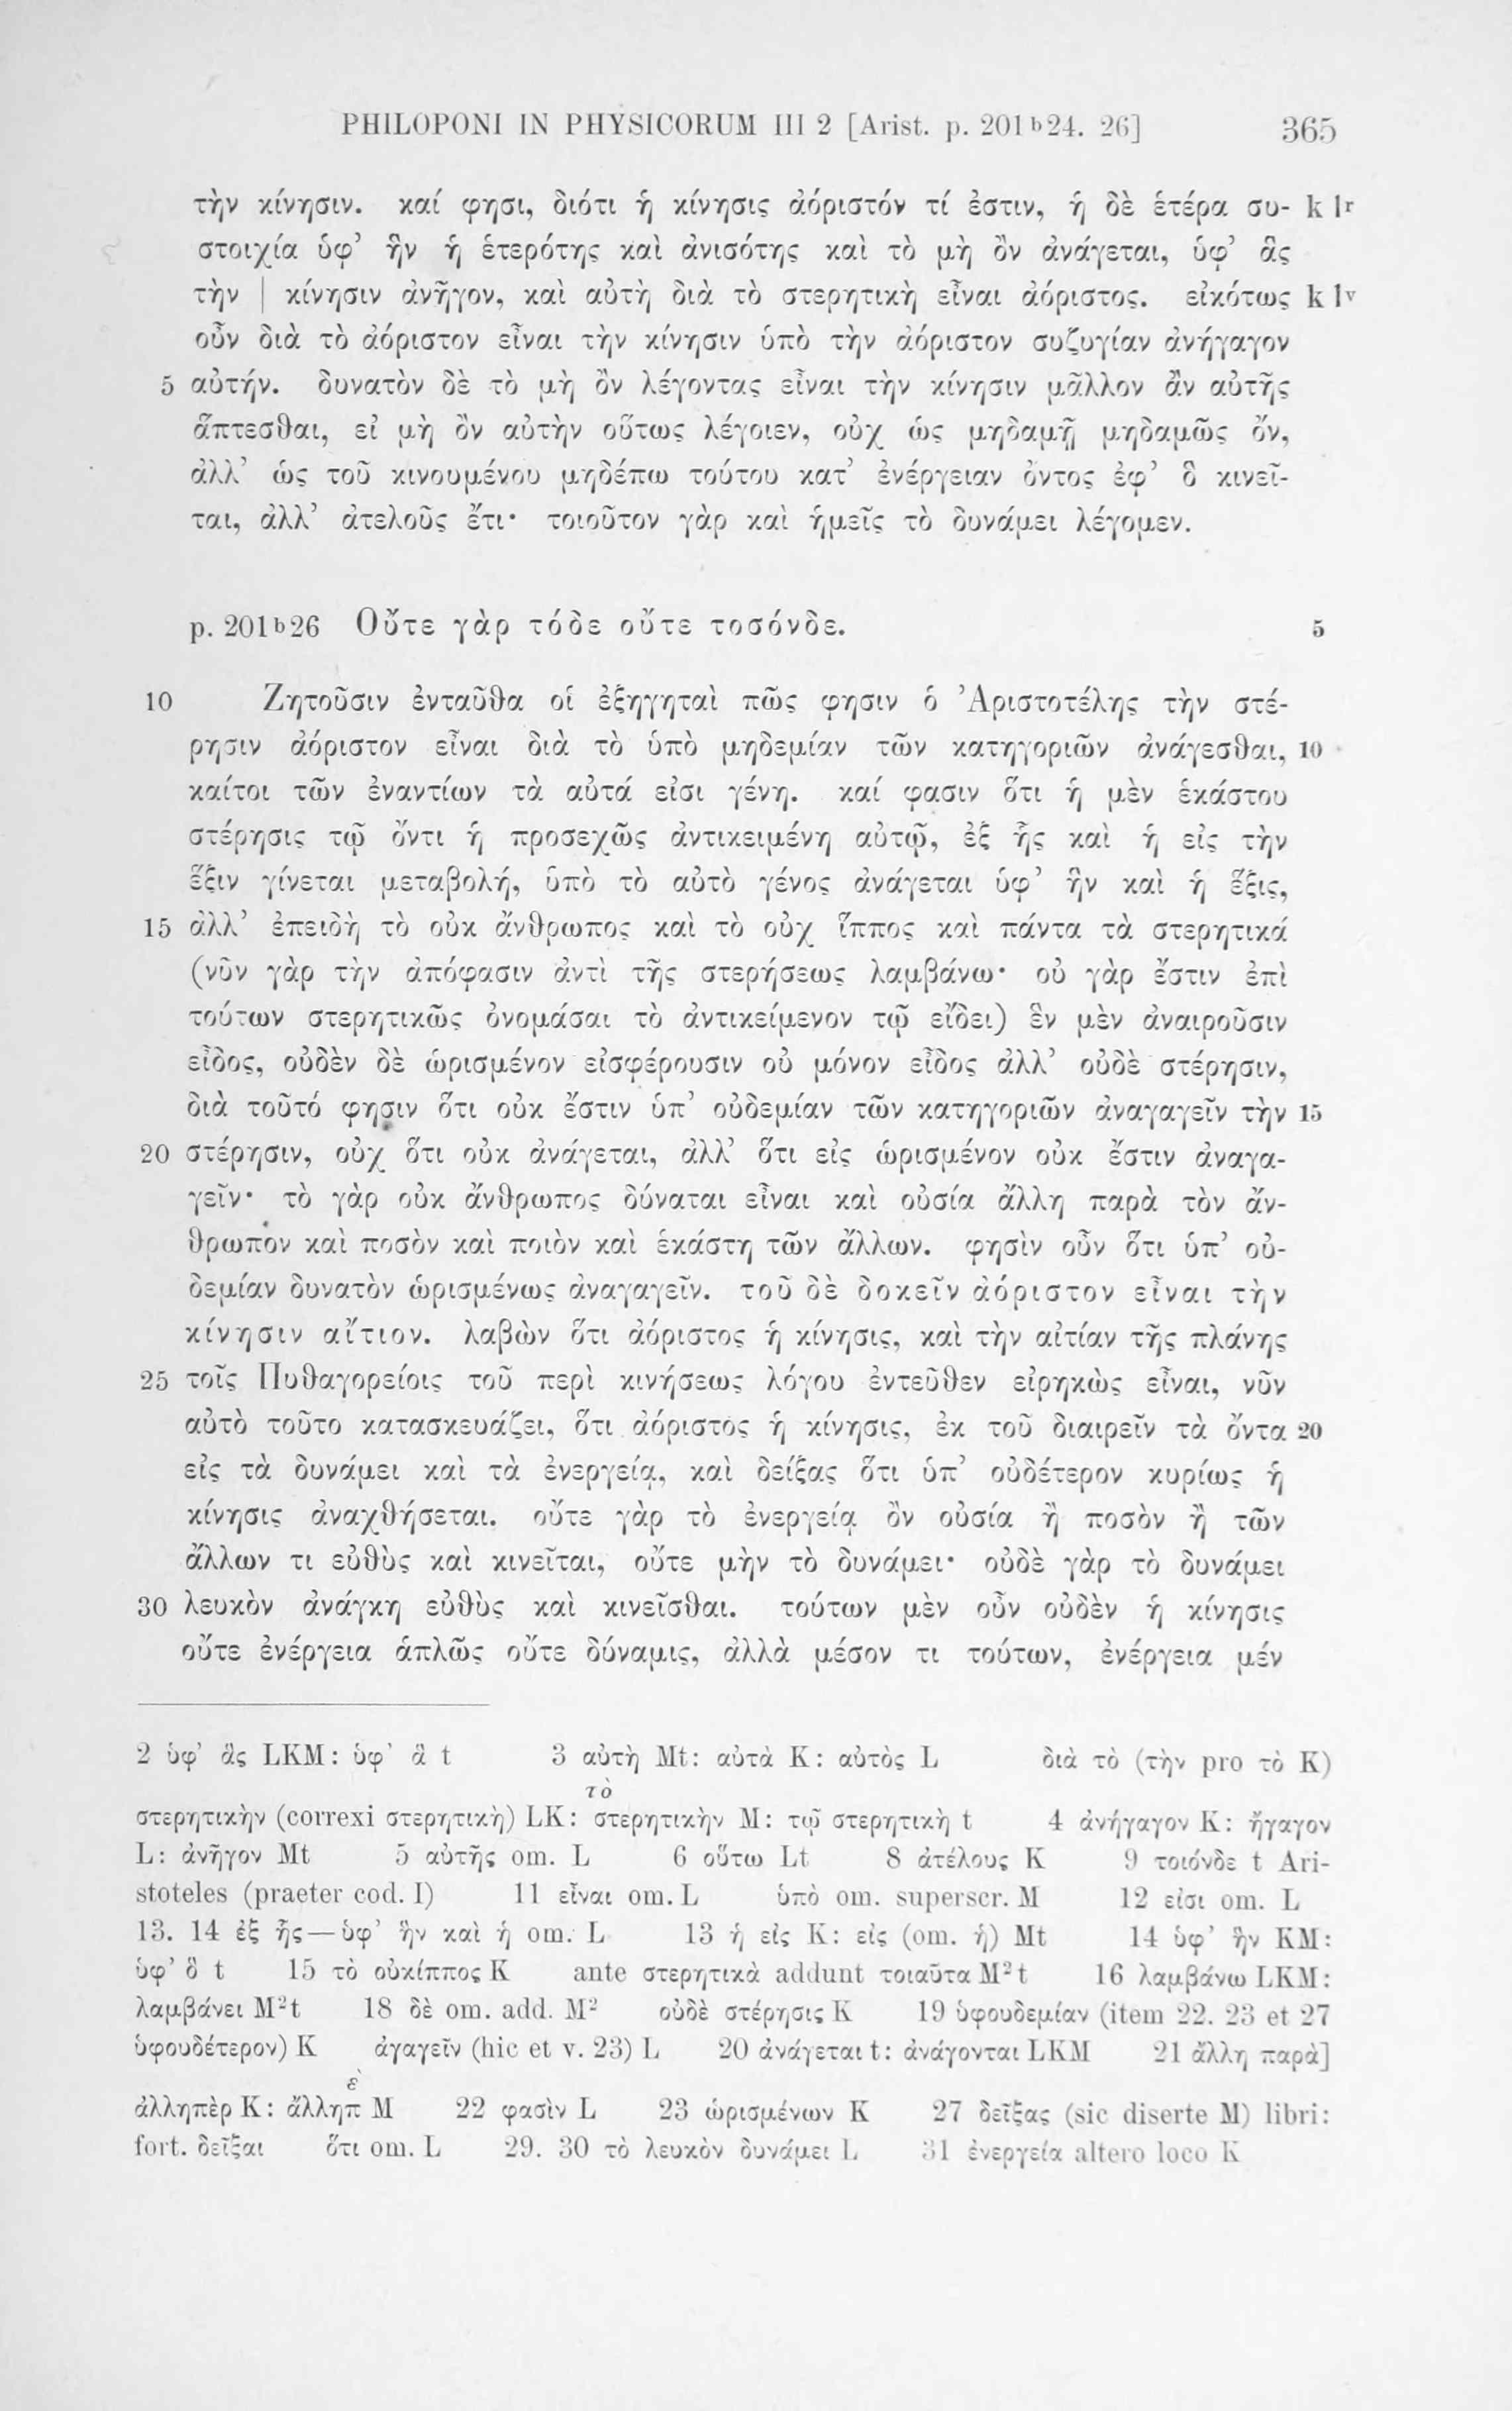 PHILOPONI IN PHYSICORUM III 2 [Arist. p. 201ᵇ24. 26] 365
τὴν κίνησιν. καί φησι, διότι ἡ κίνησις ἀόριστόν τί ἐστιν, ἡ δὲ ἑτέρα συ- k 1ʳ
στοιχία ὑφ’ ἣν ἡ ἑτερότης καὶ ἀνισότης καὶ τὸ μὴ ὂν ἀνάγεται, ὑφ’ ἃς
τὴν | κίνησιν ἀνῆγον, καὶ αὐτὴ διὰ τὸ στερητικὴ εἶναι ἀόριστος. εἰκότως k 1ᵛ
οὖν διὰ τὸ ἀόριστον εἶναι τὴν κίνησιν ὑπὸ τὴν ἀόριστον συζυγίαν ἀνήγαγον
5 αὐτήν. δυνατὸν δὲ τὸ μὴ ὂν λέγοντας εἶναι τὴν κίνησιν μᾶλλον ἂν αὐτῆς
ἅπτεσθαι, εἰ μὴ ὂν αὐτὴν οὕτως λέγοιεν, οὐχ ὡς μηδαμῇ μηδαμῶς ὄν,
ἀλλ’ ὡς τοῦ κινουμένου μηδέπω τούτου κατ’ ἐνέργειαν ὄντος ἐφ’ ὃ κινεῖ-
ται, ἀλλ’ ἀτελοῦς ἔτι· τοιοῦτον γὰρ καὶ ἡμεῖς τὸ δυνάμει λέγομεν.
p. 201ᵇ26 Οὔτε γὰρ τόδε οὔτε τοσόνδε. 5
10 Ζητοῦσιν ἐνταῦθα οἱ ἐξηγηταὶ πῶς φησιν ὁ Ἀριστοτέλης τὴν στέ-
ρησιν ἀόριστον εἶναι διὰ τὸ ὑπὸ μηδεμίαν τῶν κατηγοριῶν ἀνάγεσθαι, 10
καίτοι τῶν ἐναντίων τὰ αὐτά εἰσι γένη. καί φασιν ὅτι ἡ μὲν ἑκάστου
στέρησις τῷ ὄντι ἡ προσεχῶς ἀντικειμένη αὐτῷ, ἐξ ἧς καὶ ἡ εἰς τὴν
ἕξιν γίνεται μεταβολή, ὑπὸ τὸ αὐτὸ γένος ἀνάγεται ὑφ’ ἣν καὶ ἡ ἕξις,
15 ἀλλ’ ἐπειδὴ τὸ οὐκ ἄνθρωπος καὶ τὸ οὐχ ἵππος καὶ πάντα τὰ στερητικά
(νῦν γὰρ τὴν ἀπόφασιν ἀντὶ τῆς στερήσεως λαμβάνω· οὐ γὰρ ἔστιν ἐπὶ
τούτων στερητικῶς ὀνομάσαι τὸ ἀντικείμενον τῷ εἴδει) ἓν μὲν ἀναιροῦσιν
εἶδος, οὐδὲν δὲ ὡρισμένον εἰσφέρουσιν οὐ μόνον εἶδος ἀλλ’ οὐδὲ στέρησιν,
διὰ τοῦτό φησιν ὅτι οὐκ ἔστιν ὑπ’ οὐδεμίαν τῶν κατηγοριῶν ἀναγαγεῖν τὴν 15
20 στέρησιν, οὐχ ὅτι οὐκ ἀνάγεται, ἀλλ’ ὅτι εἰς ὡρισμένον οὐκ ἔστιν ἀναγα-
γεῖν· τὸ γὰρ οὐκ ἄνθρωπος δύναται εἶναι καὶ οὐσία ἄλλη παρὰ τὸν ἄν-
θρωπον καὶ ποσὸν καὶ ποιὸν καὶ ἑκάστη τῶν ἄλλων. φησὶν οὖν ὅτι ὑπ’ οὐ-
δεμίαν δυνατὸν ὡρισμένως ἀναγαγεῖν. τοῦ δὲ δοκεῖν ἀόριστον εἶναι τὴν
κίνησιν αἴτιον. λαβὼν ὅτι ἀόριστος ἡ κίνησις, καὶ τὴν αἰτίαν τῆς πλάνης
25 τοῖς Πυθαγορείοις τοῦ περὶ κινήσεως λόγου ἐντεῦθεν εἰρηκὼς εἶναι, νῦν
αὐτὸ τοῦτο κατασκευάζει, ὅτι ἀόριστος ἡ κίνησις, ἐκ τοῦ διαιρεῖν τὰ ὄντα 20
εἰς τὰ δυνάμει καὶ τὰ ἐνεργείᾳ, καὶ δείξας ὅτι ὑπ’ οὐδέτερον κυρίως ἡ
κίνησις ἀναχθήσεται. οὔτε γὰρ τὸ ἐνεργείᾳ ὂν οὐσία ἢ ποσὸν ἢ τῶν
ἄλλων τι εὐθὺς καὶ κινεῖται, οὔτε μὴν τὸ δυνάμει· οὐδὲ γὰρ τὸ δυνάμει
30 λευκὸν ἀνάγκη εὐθὺς καὶ κινεῖσθαι. τούτων μὲν οὖν οὐδὲν ἡ κίνησις
οὔτε ἐνέργεια ἁπλῶς οὔτε δύναμις, ἀλλὰ μέσον τι τούτων, ἐνέργεια μέν
2 ὑφ’ ἃς LKM: ὑφ’ ἃ t 3 αὐτὴ Mt: αὐτὰ K: αὐτὸς L διὰ τὸ (τὴν pro τὸ K)
τὸ
στερητικὴν (correxi στερητικὴ) LK: στερητικὴν M: τῷ στερητικὴ t 4 ἀνήγαγον K: ἤγαγον
L: ἀνῆγον Mt 5 αὐτῆς om. L 6 οὕτω Lt 8 ἀτέλους K 9 τοιόνδε t Ari-
stoteles (praeter cod. I) 11 εἶναι om. L ὑπὸ om. superscr. M 12 εἰσι om. L
13. 14 ἐξ ἧς — ὑφ’ ἣν καὶ ἡ om. L 13 ἡ εἰς K: εἰς (om. ἡ) Mt 14 ὑφ’ ἣν KM:
ὑφ’ ὃ t 15 τὸ οὐκίππος K ante στερητικὰ addunt τοιαῦτα M²t 16 λαμβάνω LKM:
λαμβάνει M²t 18 δὲ om. add. M² οὐδὲ στέρησις K 19 ὑφουδεμίαν (item 22. 23 et 27
ὑφουδέτερον) K ἀγαγεῖν (hic et v. 23) L 20 ἀνάγεται t: ἀνάγονται LKM 21 ἄλλη παρὰ]
ὲ
ἀλληπὲρ K: ἄλληπ M 22 φασὶν L 23 ὡρισμένων K 27 δεῖξας (sic diserte M) libri:
fort. δεῖξαι ὅτι om. L 29. 30 τὸ λευκὸν δυνάμει L 31 ἐνεργεία altero loco K